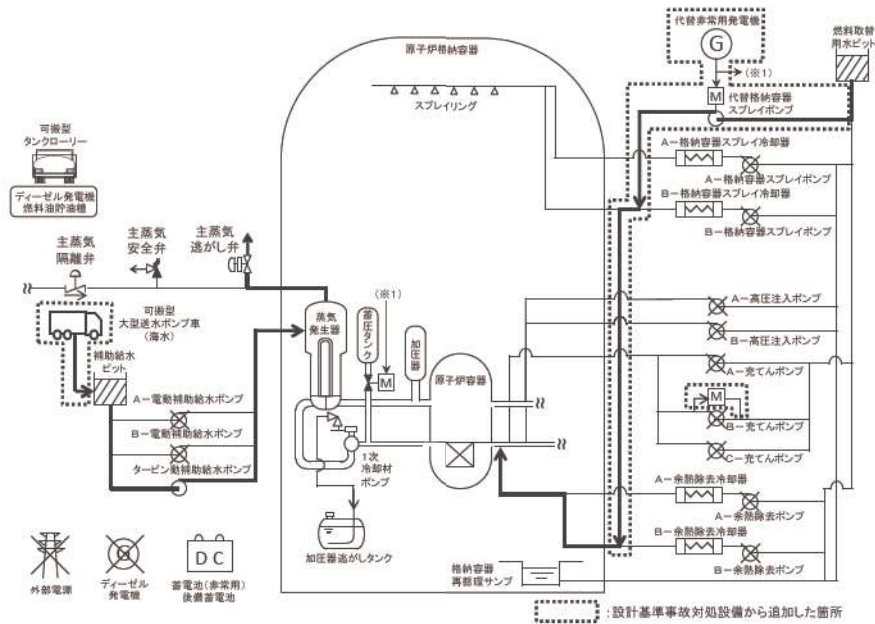 代替非常用発電機
G
(※1)
M
代替格納容器
スプレイポンプ
燃料取替
用水ピット
原子炉格納容器
スプレイリング
可搬型
タンクローリー
ディーゼル発電機
燃料油貯油槽
A-格納容器スプレイ冷却器
A-格納容器スプレイポンプ
B-格納容器スプレイ冷却器
B-格納容器スプレイポンプ
主蒸気
隔離弁
主蒸気
安全弁
主蒸気
逃がし弁
可搬型
大型送水ポンプ車
(海水)
補助給水
ピット
A-電動補助給水ポンプ
B-電動補助給水ポンプ
タービン動補助給水ポンプ
蒸気
発生器
蓄圧タンク
(※1)
M
加圧器
原子炉容器
1次
冷却材
ポンプ
加圧器逃がしタンク
A-高圧注入ポンプ
B-高圧注入ポンプ
A-充てんポンプ
M
B-充てんポンプ
C-充てんポンプ
A-余熱除去冷却器
A-余熱除去ポンプ
B-余熱除去冷却器
B-余熱除去ポンプ
格納容器
再循環サンプ
外部電源
ディーゼル
発電機
DC
蓄電池(非常用)
後備蓄電池
:設計基準事故対処設備から追加した箇所